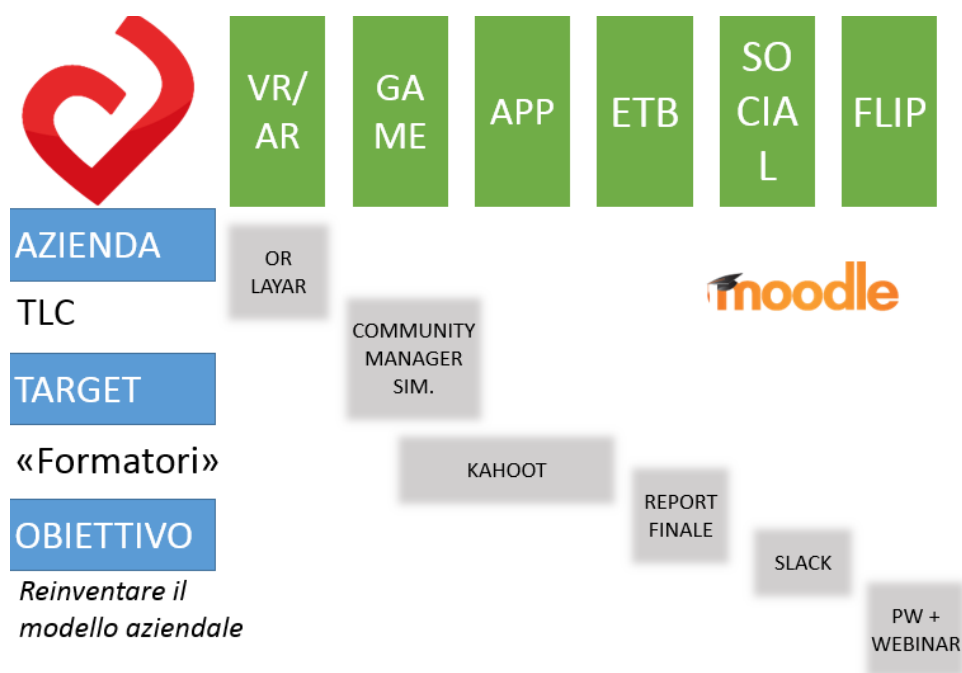 VR/
AR
GA
ME
APP
ETB
SO
CIA
L
FLIP
AZIENDA
TLC
TARGET
«Formatori»
OBIETTIVO
Reinventare il
modello aziendale
OR
LAYAR
COMMUNITY
MANAGER
SIM.
KAHOOT
REPORT
FINALE
SLACK
PW +
WEBINAR
moodle